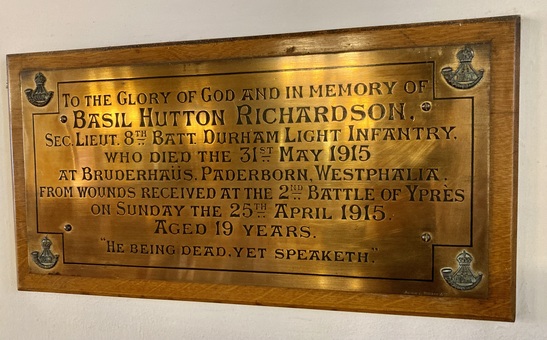 To the Glory of God and in memory of
Basil Hutton Richardson,
Sec. Lieut. 8TH Batt. Durham Light Infantry.
who died the 31ST May 1915
at Bruderhaüs, Paderborn, Westphalia.
from wounds received at the 2ND Battle of Ypres
on Sunday the 25TH April 1915.
Aged 19 years.
"He being dead, yet speaketh."